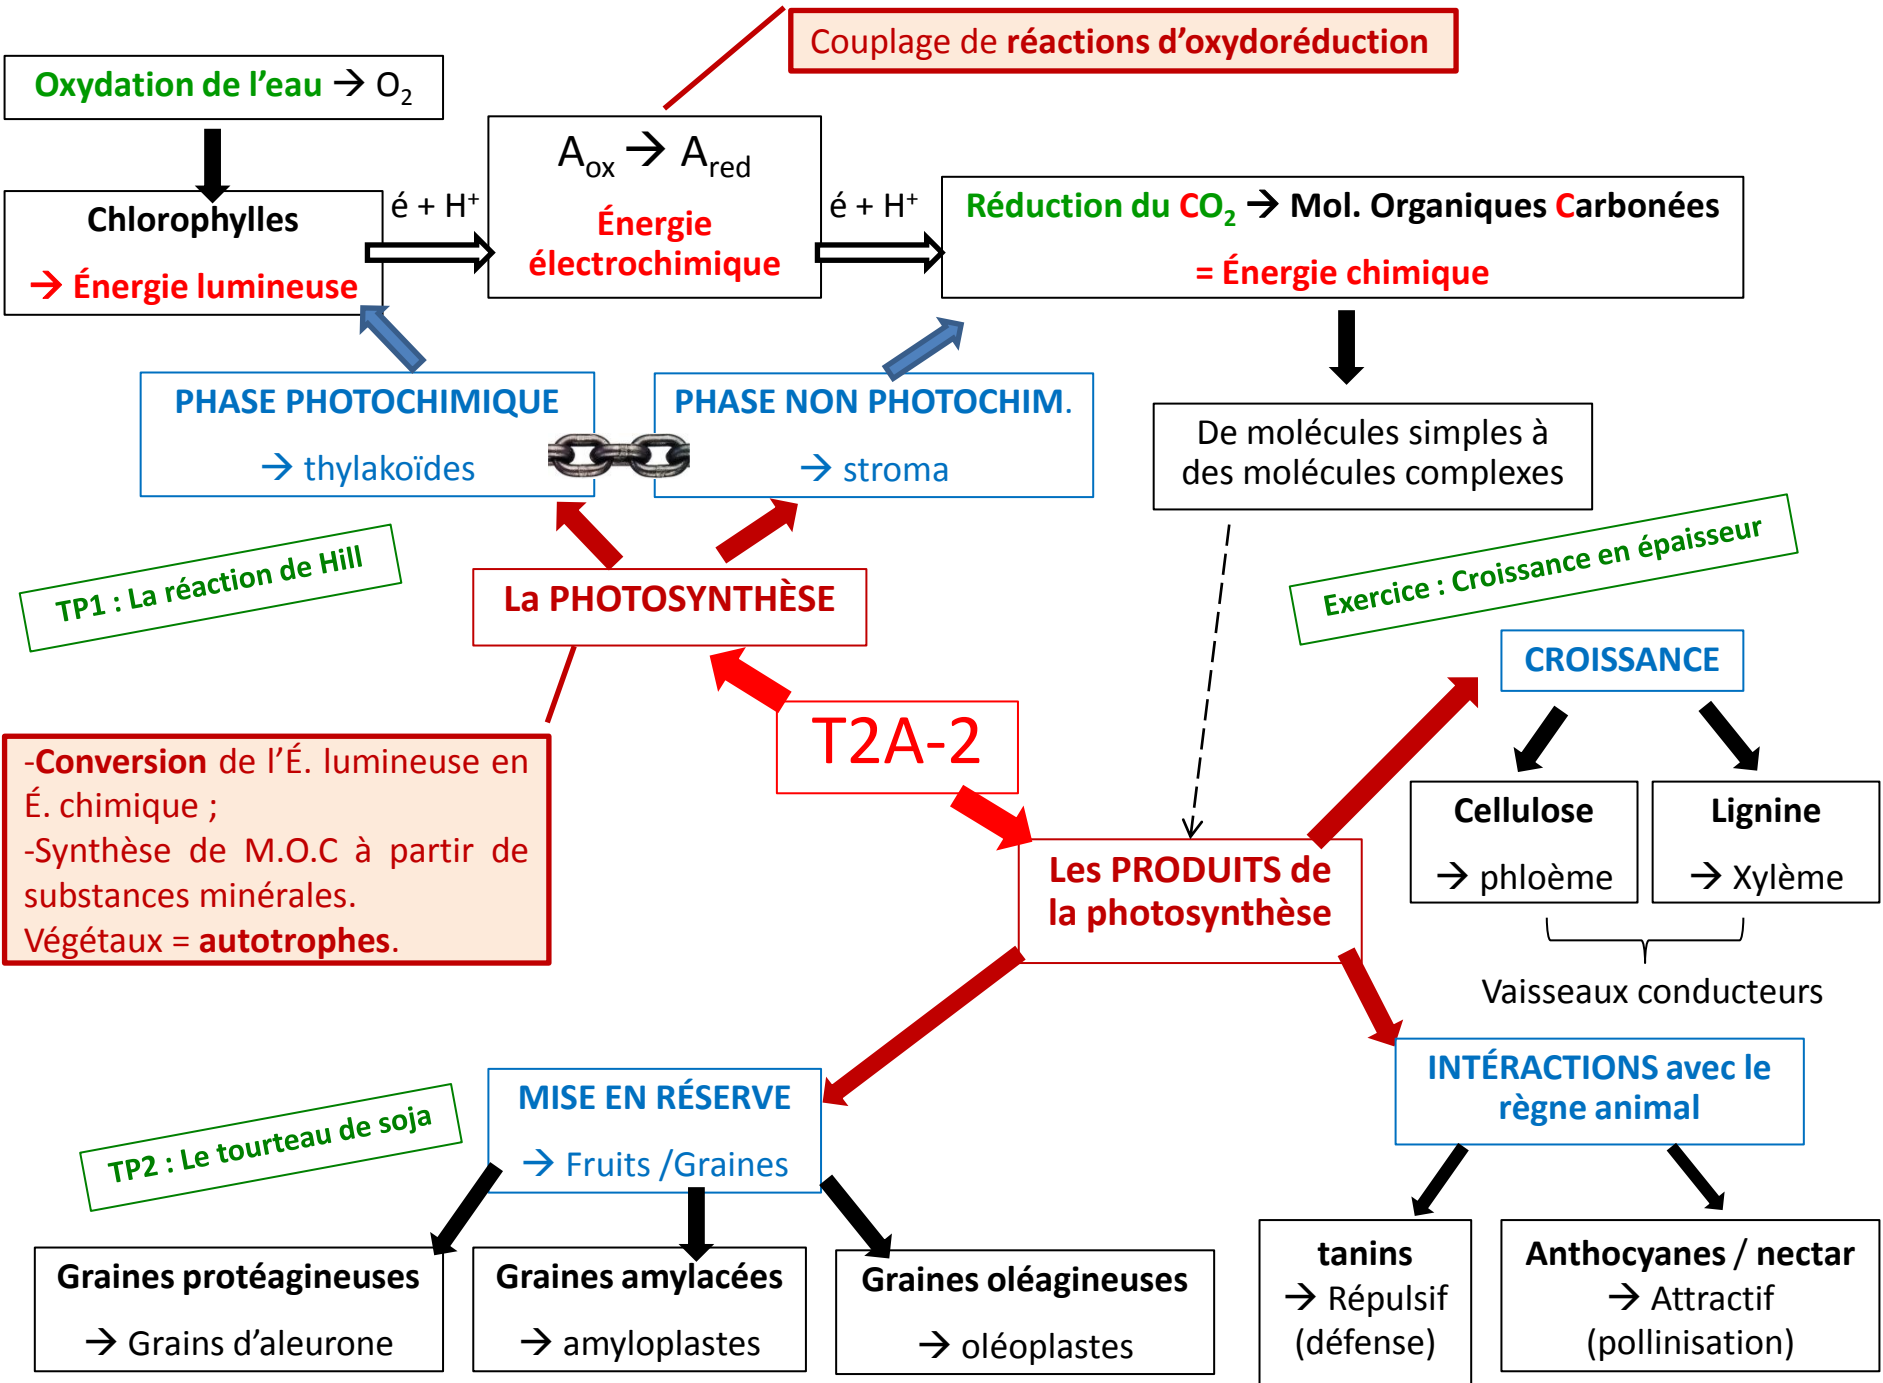 Couplage de réactions d'oxydoréduction
Oxydation de l'eau → O₂
Chlorophylles
→ Énergie lumineuse
é + H⁺
A_ox → A_red
Énergie
électrochimique
é + H⁺
Réduction du CO₂ → Mol. Organiques Carbonées
= Énergie chimique
PHASE PHOTOCHIMIQUE
→ thylakoïdes
PHASE NON PHOTOCHIM.
→ stroma
De molécules simples à
des molécules complexes
TP1 : La réaction de Hill
La PHOTOSYNTHÈSE
Exercice : Croissance en épaisseur
CROISSANCE
T2A-2
-Conversion de l'É. lumineuse en
É. chimique ;
-Synthèse de M.O.C à partir de
substances minérales.
Végétaux = autotrophes.
Cellulose
→ phloème
Lignine
→ Xylème
Les PRODUITS de
la photosynthèse
Vaisseaux conducteurs
INTÉRACTIONS avec le
règne animal
MISE EN RÉSERVE
→ Fruits /Graines
TP2 : Le tourteau de soja
Graines protéagineuses
→ Grains d'aleurone
Graines amylacées
→ amyloplastes
Graines oléagineuses
→ oléoplastes
tanins
→ Répulsif
(défense)
Anthocyanes / nectar
→ Attractif
(pollinisation)